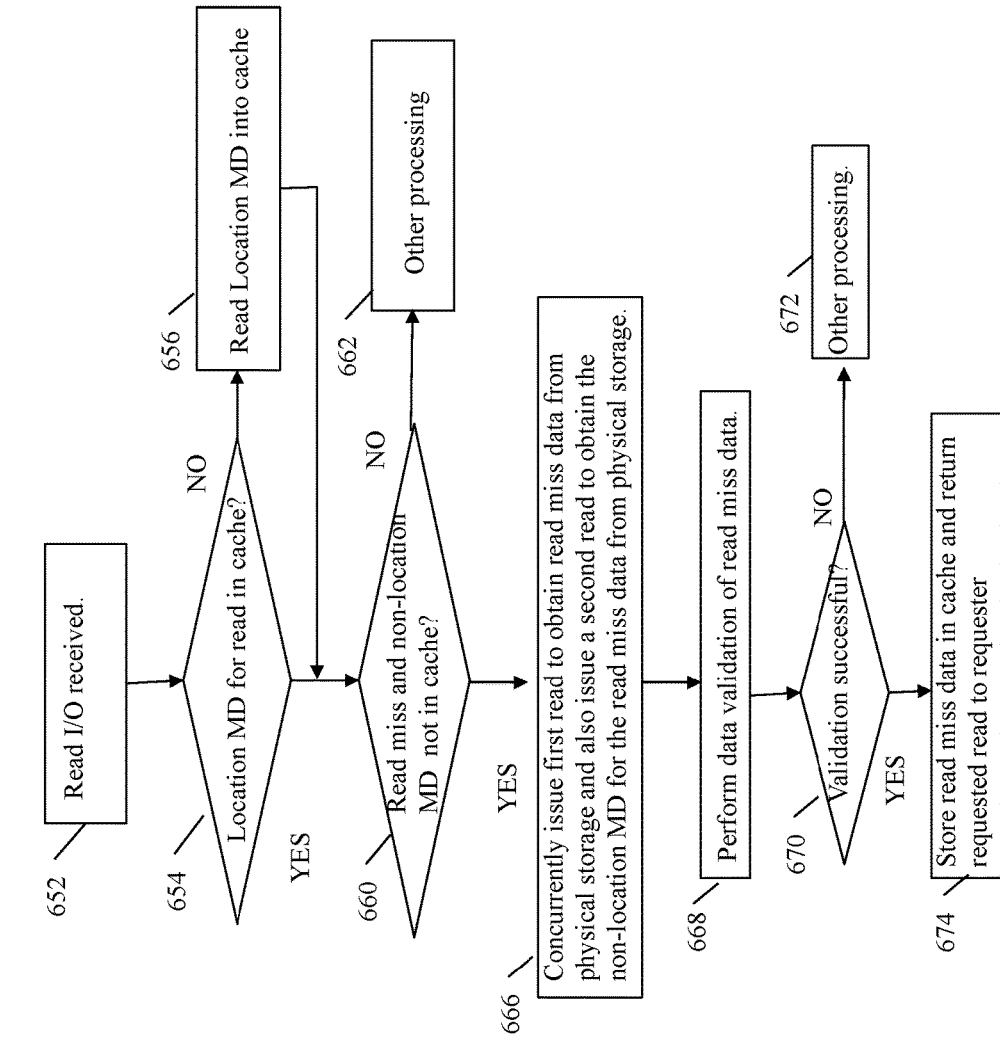 652
Read I/O received.
654
Location MD for read in cache?
NO
656
Read Location MD into cache
YES
660
Read miss and non-location
MD not in cache?
NO
662
Other processing
YES
666
Concurrently issue first read to obtain read miss data from
physical storage and also issue a second read to obtain the
non-location MD for the read miss data from physical storage.
668
Perform data validation of read miss data.
670
Validation successful?
NO
672
Other processing.
YES
674
Store read miss data in cache and return
requested read to requester